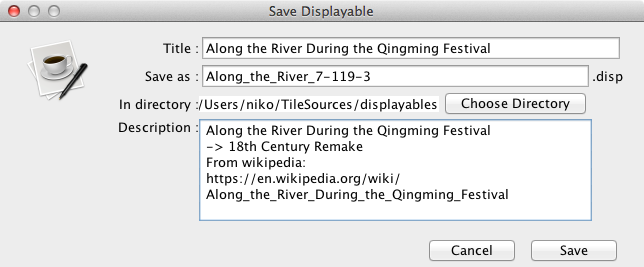 Save Displayable
Title : Along the River During the Qingming Festival
Save as : Along_the_River_7-119-3 .disp
In directory : /Users/niko/TileSources/displayables Choose Directory
Description : Along the River During the Qingming Festival
-> 18th Century Remake
From wikipedia:
https://en.wikipedia.org/wiki/
Along_the_River_During_the_Qingming_Festival
Cancel Save